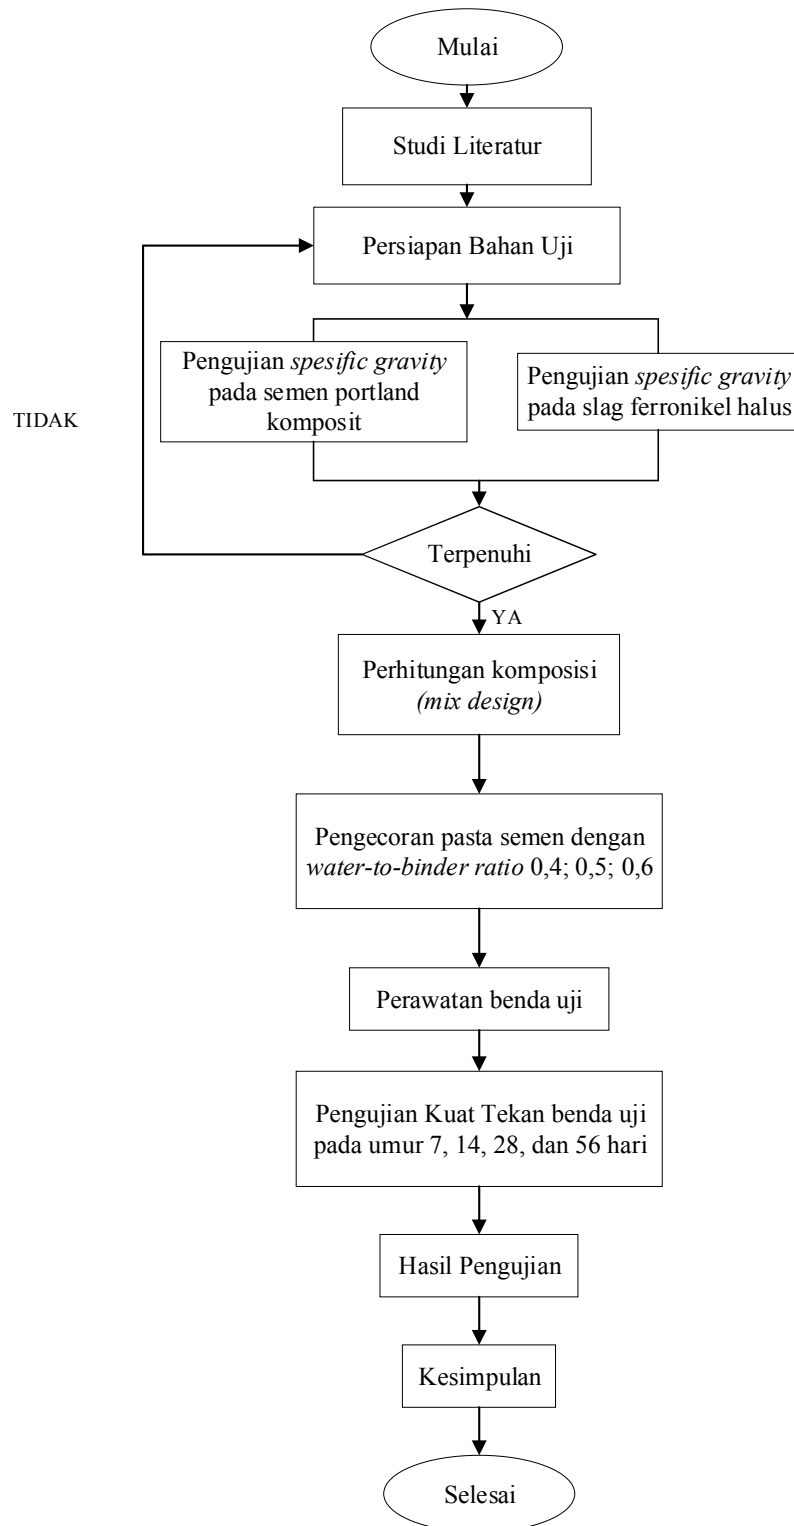 Mulai
Studi Literatur
Persiapan Bahan Uji
Pengujian spesific gravity
pada semen portland
komposit
Pengujian spesific gravity
pada slag ferronikel halus
TIDAK
Terpenuhi
YA
Perhitungan komposisi
(mix design)
Pengecoran pasta semen dengan
water-to-binder ratio 0,4; 0,5; 0,6
Perawatan benda uji
Pengujian Kuat Tekan benda uji
pada umur 7, 14, 28, dan 56 hari
Hasil Pengujian
Kesimpulan
Selesai